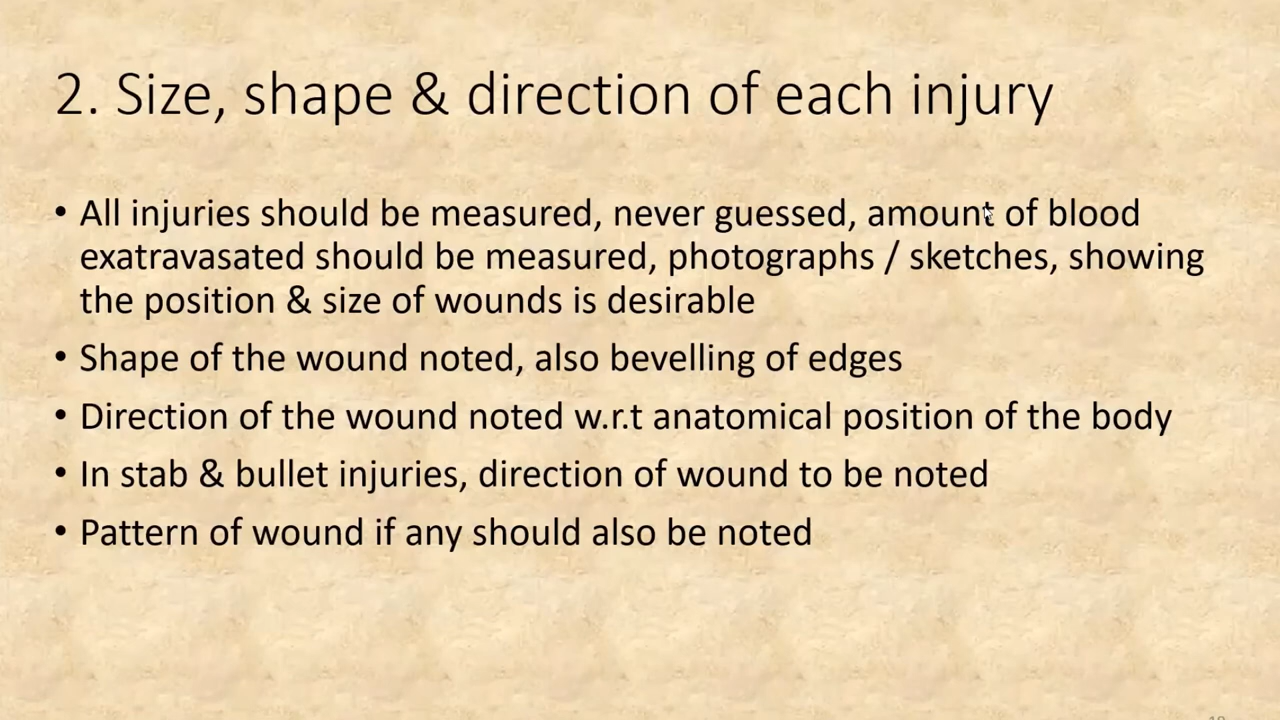 2. Size, shape & direction of each injury
• All injuries should be measured, never guessed, amount of blood
exatravasated should be measured, photographs / sketches, showing
the position & size of wounds is desirable
• Shape of the wound noted, also bevelling of edges
• Direction of the wound noted w.r.t anatomical position of the body
• In stab & bullet injuries, direction of wound to be noted
• Pattern of wound if any should also be noted